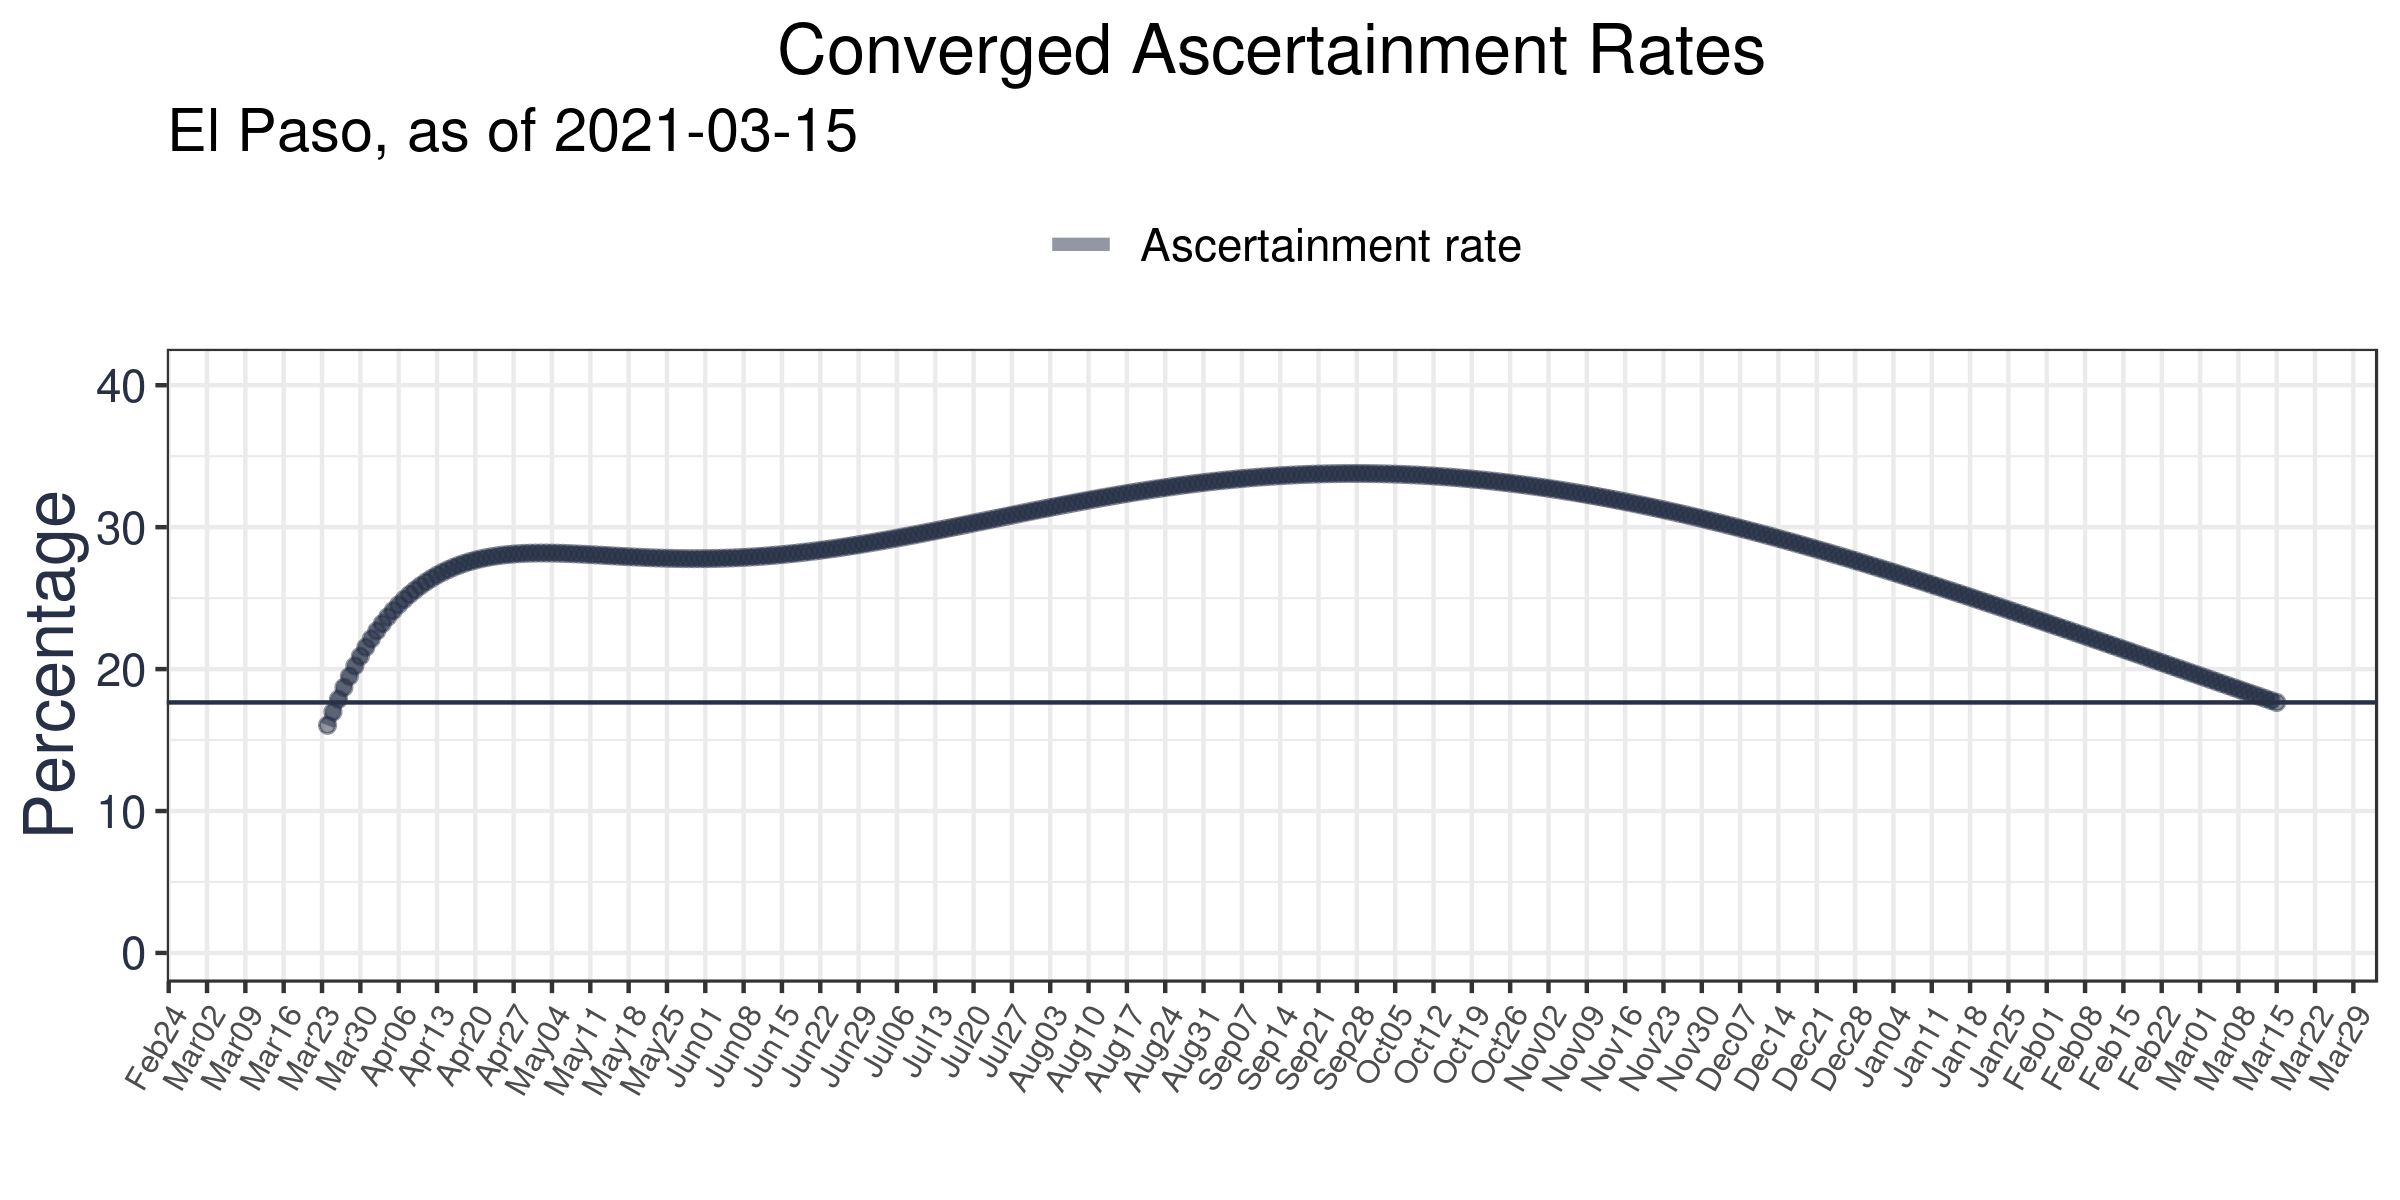 Converged Ascertainment Rates
El Paso, as of 2021-03-15
Ascertainment rate
Percentage
40
30
20
10
0
Feb24 Mar02 Mar09 Mar16 Mar23 Mar30 Apr06 Apr13 Apr20 Apr27 May04 May11 May18 May25 Jun01 Jun08 Jun15 Jun22 Jun29 Jul06 Jul13 Jul20 Jul27 Aug03 Aug10 Aug17 Aug24 Aug31 Sep07 Sep14 Sep21 Sep28 Oct05 Oct12 Oct19 Oct26 Nov02 Nov09 Nov16 Nov23 Nov30 Dec07 Dec14 Dec21 Dec28 Jan04 Jan11 Jan18 Jan25 Feb01 Feb08 Feb15 Feb22 Mar01 Mar08 Mar15 Mar22 Mar29